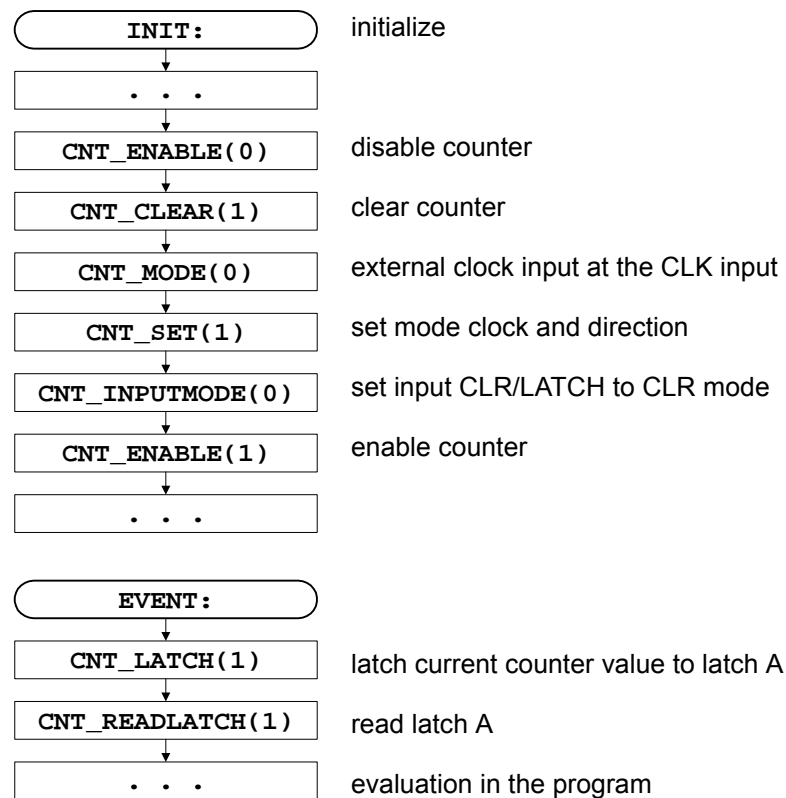 INIT: initialize
. . .
CNT_ENABLE(0) disable counter
CNT_CLEAR(1) clear counter
CNT_MODE(0) external clock input at the CLK input
CNT_SET(1) set mode clock and direction
CNT_INPUTMODE(0) set input CLR/LATCH to CLR mode
CNT_ENABLE(1) enable counter
. . .
EVENT:
CNT_LATCH(1) latch current counter value to latch A
CNT_READLATCH(1) read latch A
. . . evaluation in the program